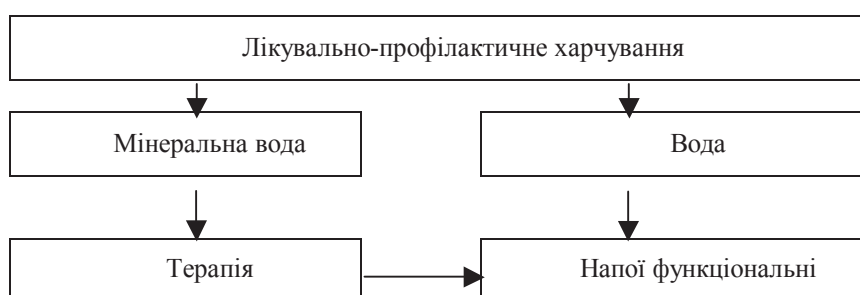 Лікувально-профілактичне харчування
Мінеральна вода
Вода
Терапія
Напої функціональні